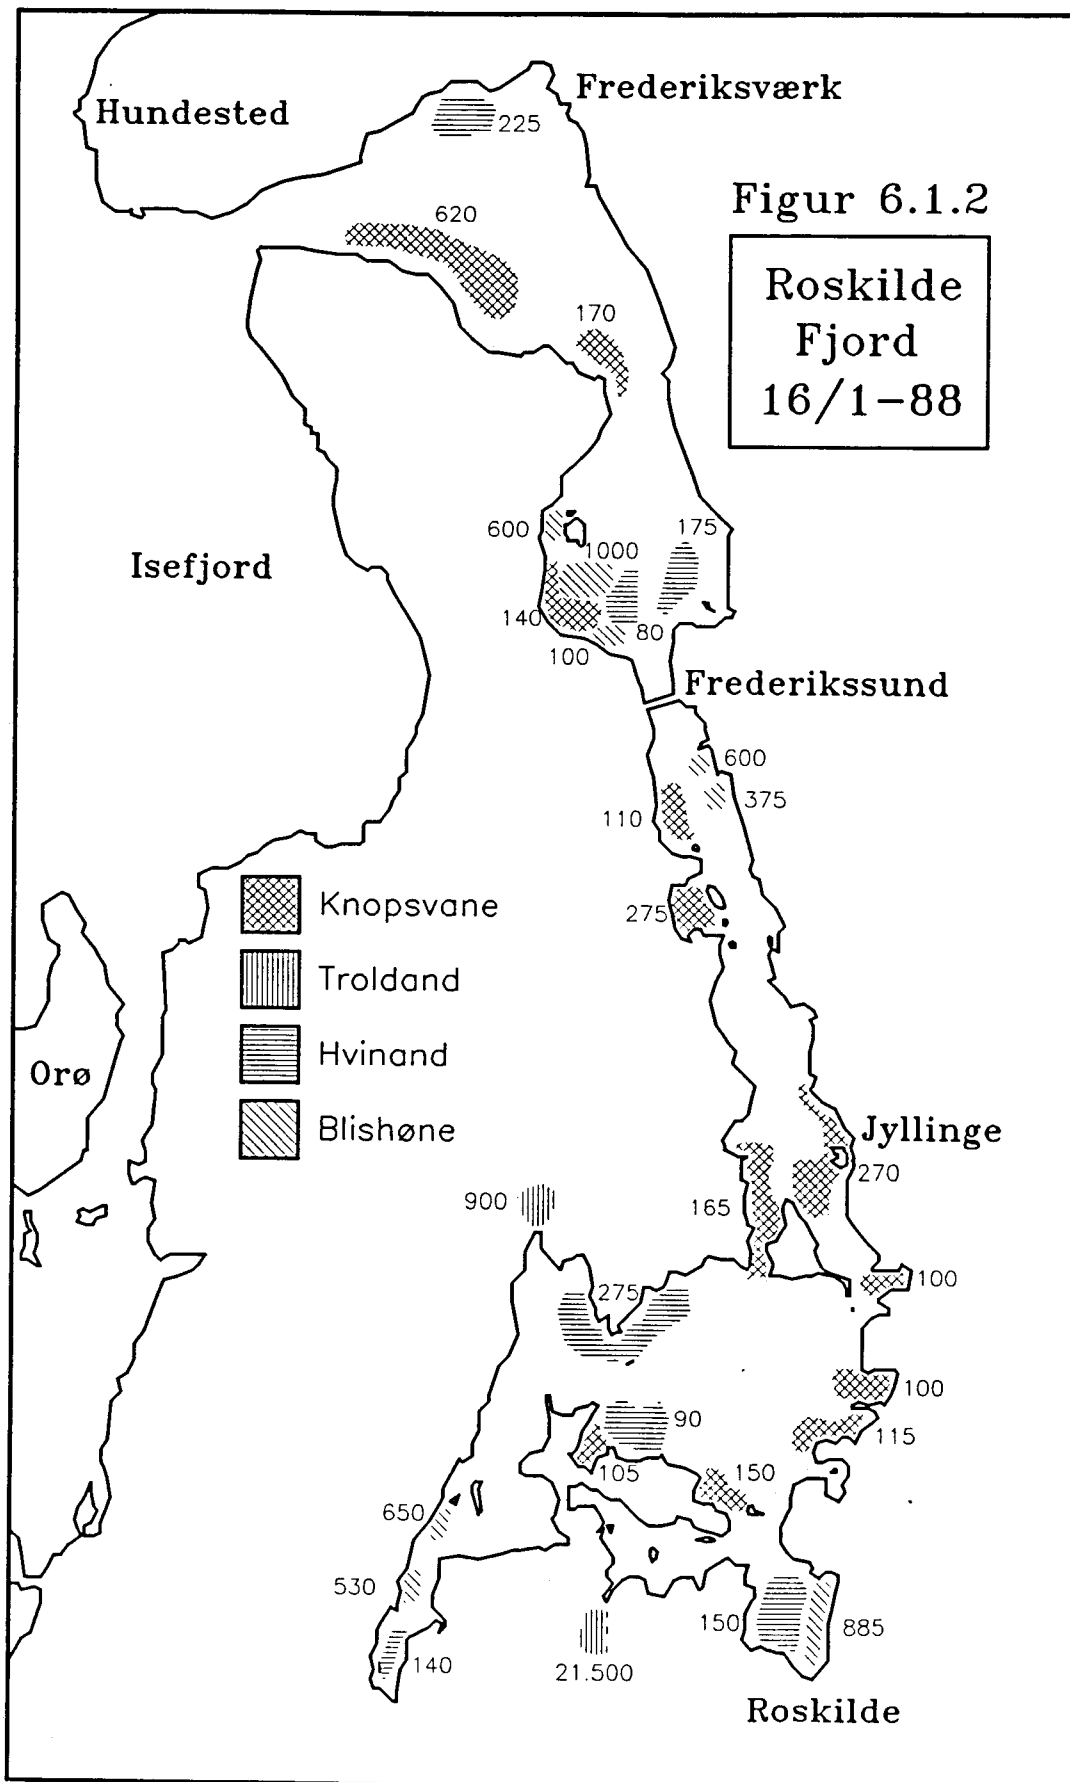 Frederiksværk
Hundested
225
Figur 6.1.2
620
Roskilde
Fjord
16/1-88
170
600
175
1000
Isefjord
140
80
100
Frederikssund
600
375
110
Knopsvane
275
Troldand
Hvinand
Orø
Blishøne
Jyllinge
270
900
165
100
275
100
90
115
105
150
650
530
150
885
140
21.500
Roskilde